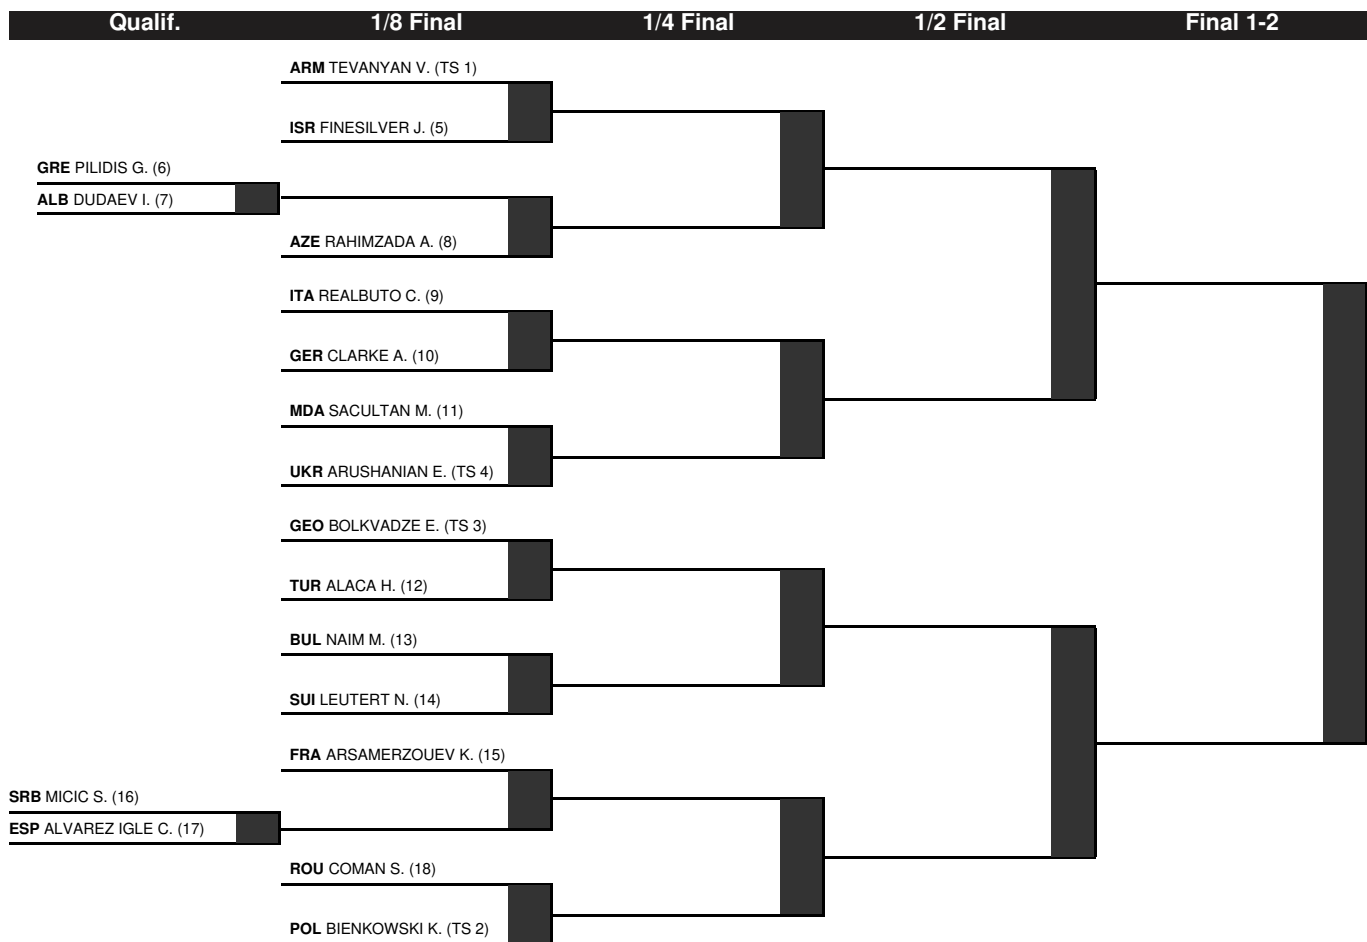 Qualif. 1/8 Final 1/4 Final 1/2 Final Final 1-2
ARM TEVANYAN V. (TS 1)
ISR FINESILVER J. (5)
GRE PILIDIS G. (6)
ALB DUDAEV I. (7)
AZE RAHIMZADA A. (8)
ITA REALBUTO C. (9)
GER CLARKE A. (10)
MDA SACULTAN M. (11)
UKR ARUSHANIAN E. (TS 4)
GEO BOLKVADZE E. (TS 3)
TUR ALACA H. (12)
BUL NAIM M. (13)
SUI LEUTERT N. (14)
FRA ARSAMERZOUEV K. (15)
SRB MICIC S. (16)
ESP ALVAREZ IGLE C. (17)
ROU COMAN S. (18)
POL BIENKOWSKI K. (TS 2)